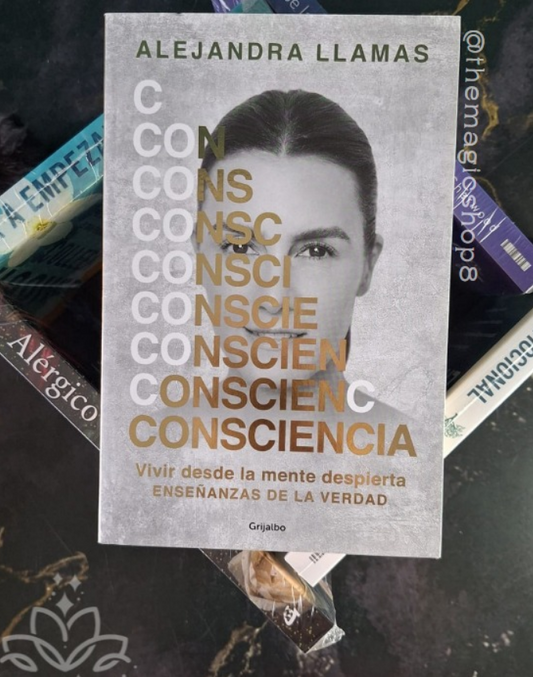 ALEJANDRA LLAMAS
C
CON
CONS
CONSC
CONSCI
CONSCIE
CONSCIEN
CONSCIENC
CONSCIENCIA
Vivir desde la mente despierta
ENSEÑANZAS DE LA VERDAD
Grijalbo
@themagicshop8
Alérgico